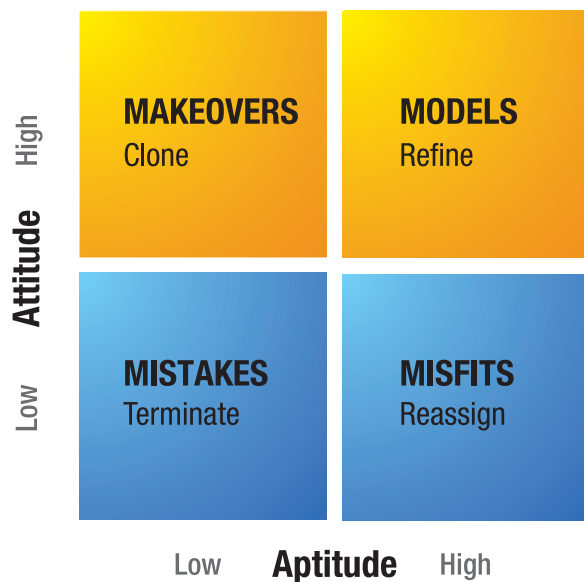 High
Attitude
Low
MAKEOVERS
Clone
MODELS
Refine
MISTAKES
Terminate
MISFITS
Reassign
Low Aptitude High